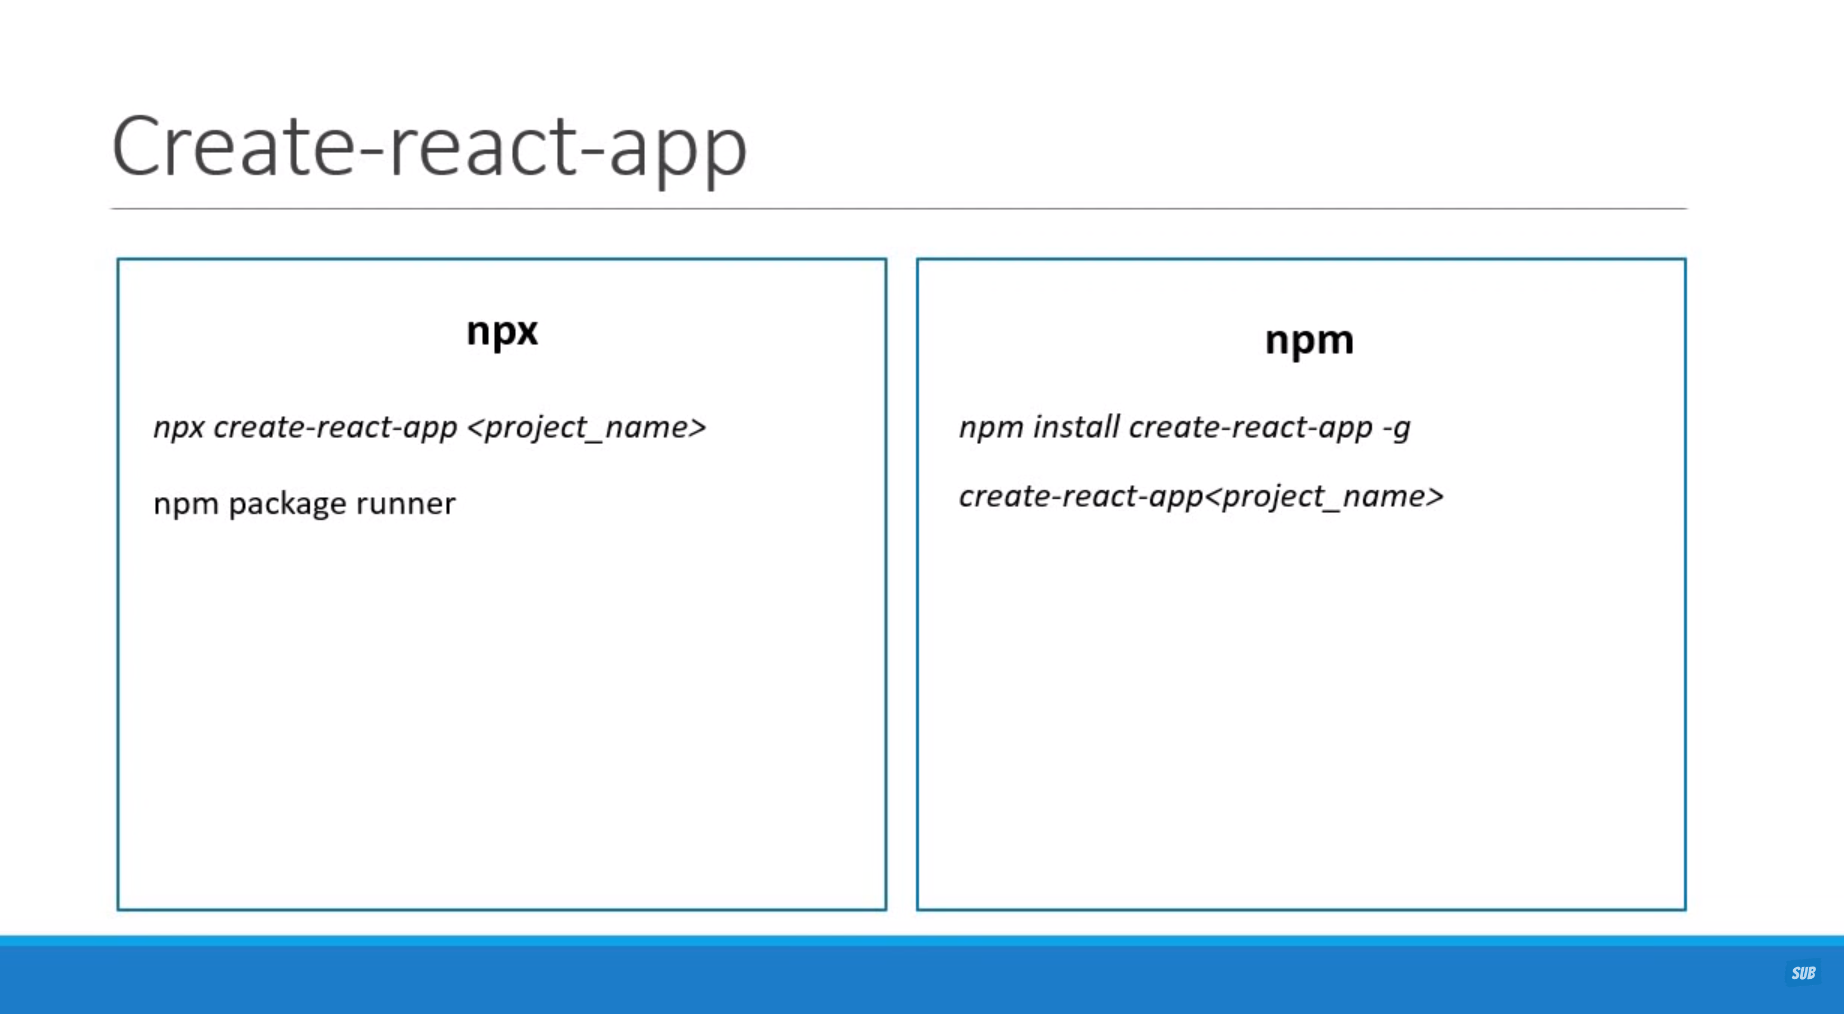 Create-react-app
npx
npx create-react-app <project_name>
npm package runner
npm
npm install create-react-app -g
create-react-app<project_name>
SUB